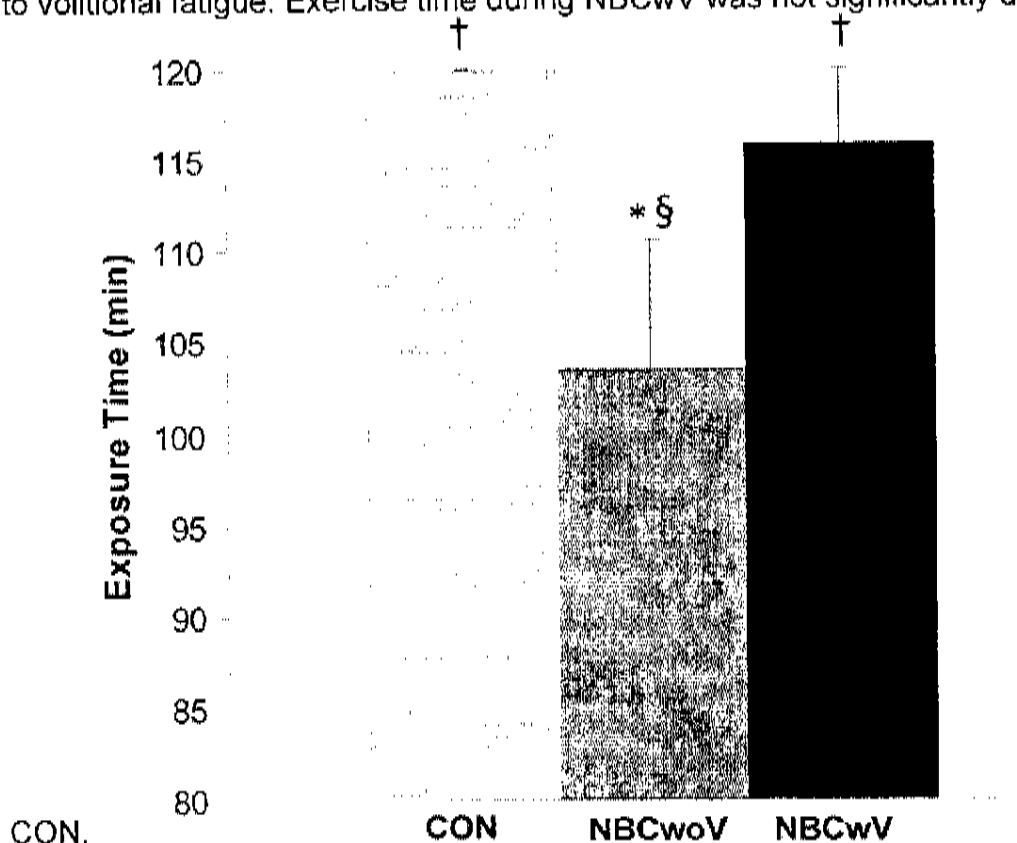 to volitional fatigue. Exercise time during NBCwV was not significantly
† †
120
115
* §
110
105
100
95
90
85
80
Exposure Time (min)
CON NBCwoV NBCwV
CON.